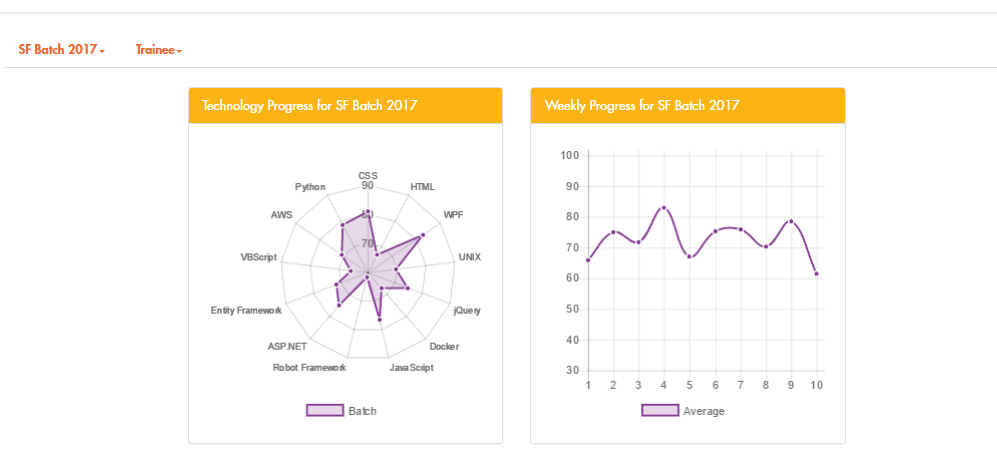 SF Batch 2017 Trainee
Technology Progress for SF Batch 2017
CSS
90
80
70
HTML
WPF
UNIX
jQuery
Docker
JavaScript
Robot Framework
ASP.NET
Entity Framework
VBScript
AWS
Python
Batch
Weekly Progress for SF Batch 2017
100
90
80
70
60
50
40
30
1 2 3 4 5 6 7 8 9 10
Average